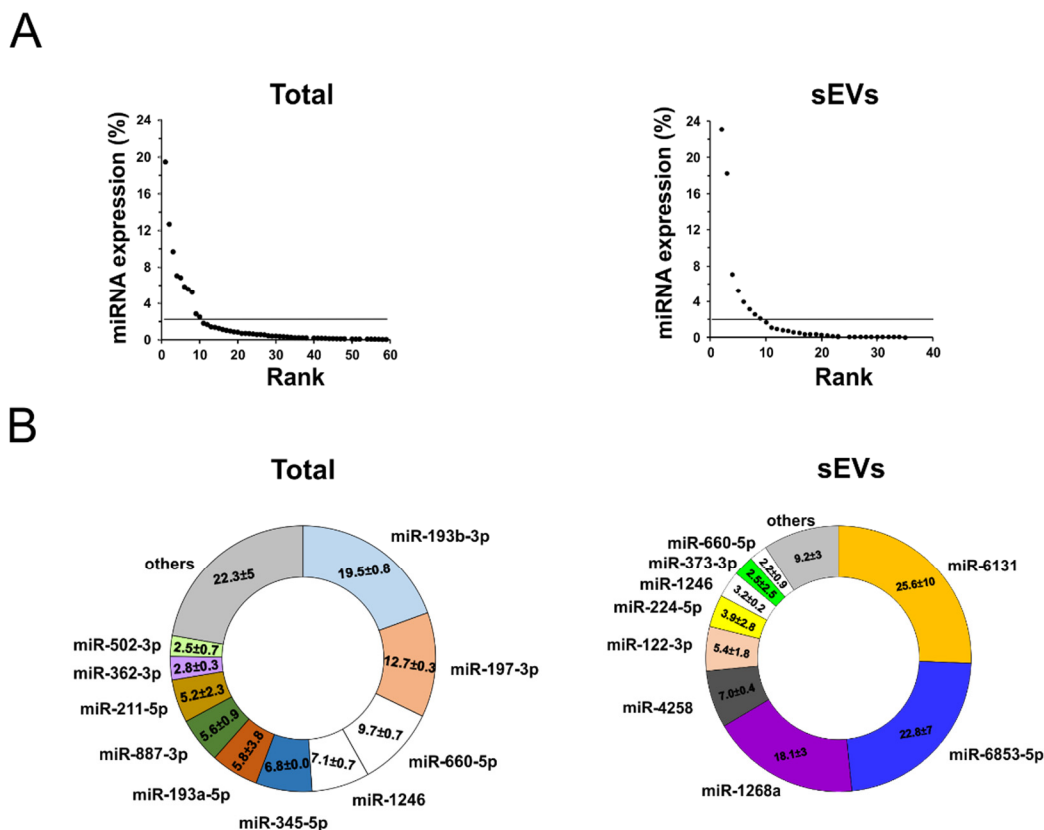 A
Total
sEVs
miRNA expression (%)
24
20
16
12
8
4
0
0
10
20
30
40
50
60
Rank
miRNA expression (%)
24
20
16
12
8
4
0
0
10
20
30
40
Rank
B
Total
sEVs
miR-193b-3p
19.5±0.8
miR-197-3p
12.7±0.3
miR-660-5p
9.7±0.7
miR-1246
7.1±0.7
miR-345-5p
6.8±0.0
miR-193a-5p
5.8±3.8
miR-887-3p
5.6±0.9
miR-211-5p
5.2±2.3
miR-362-3p
2.8±0.3
miR-502-3p
2.5±0.7
others
22.3±5
miR-6131
25.6±10
miR-6853-5p
22.8±7
miR-1268a
18.1±3
miR-4258
7.0±0.4
miR-122-3p
5.4±1.8
miR-224-5p
3.9±2.8
miR-1246
3.2±0.2
miR-373-3p
2.5±2.5
miR-660-5p
2.2±0.9
others
9.2±3